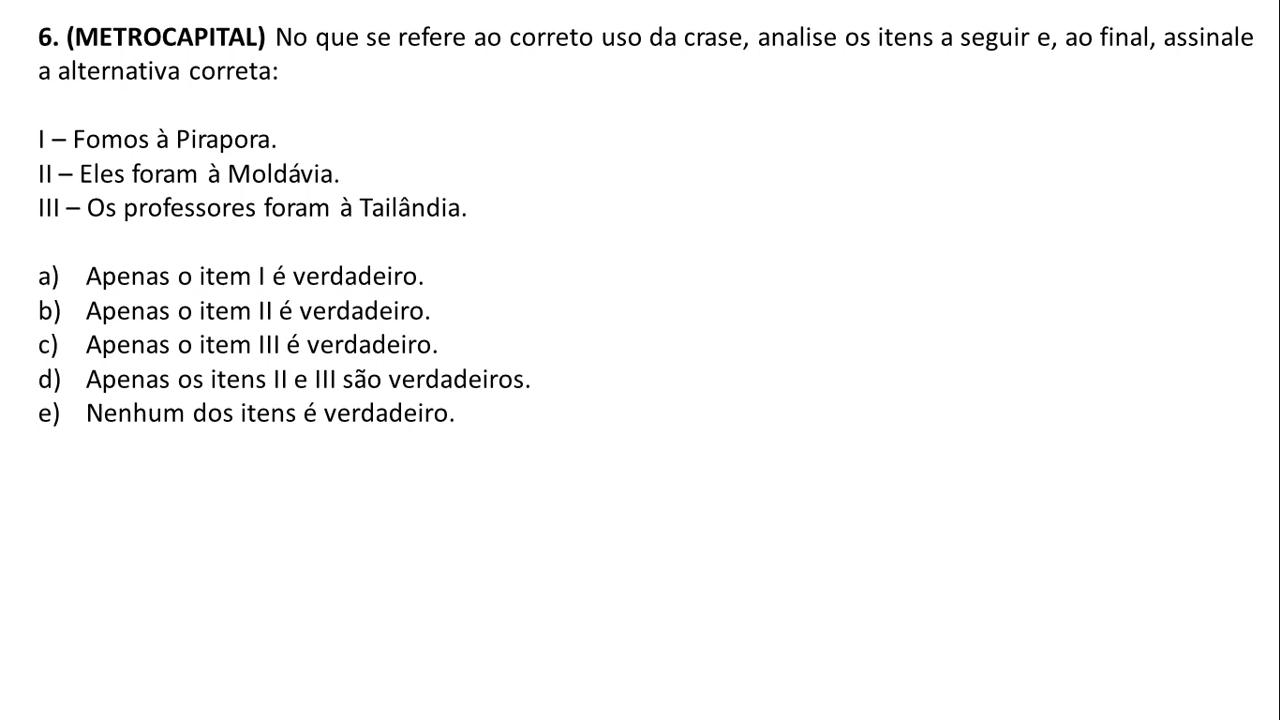 6. (METROCAPITAL) No que se refere ao correto uso da crase, analise os itens a seguir e, ao final, assinale
a alternativa correta:
I – Fomos à Pirapora.
II – Eles foram à Moldávia.
III – Os professores foram à Tailândia.
a) Apenas o item I é verdadeiro.
b) Apenas o item II é verdadeiro.
c) Apenas o item III é verdadeiro.
d) Apenas os itens II e III são verdadeiros.
e) Nenhum dos itens é verdadeiro.